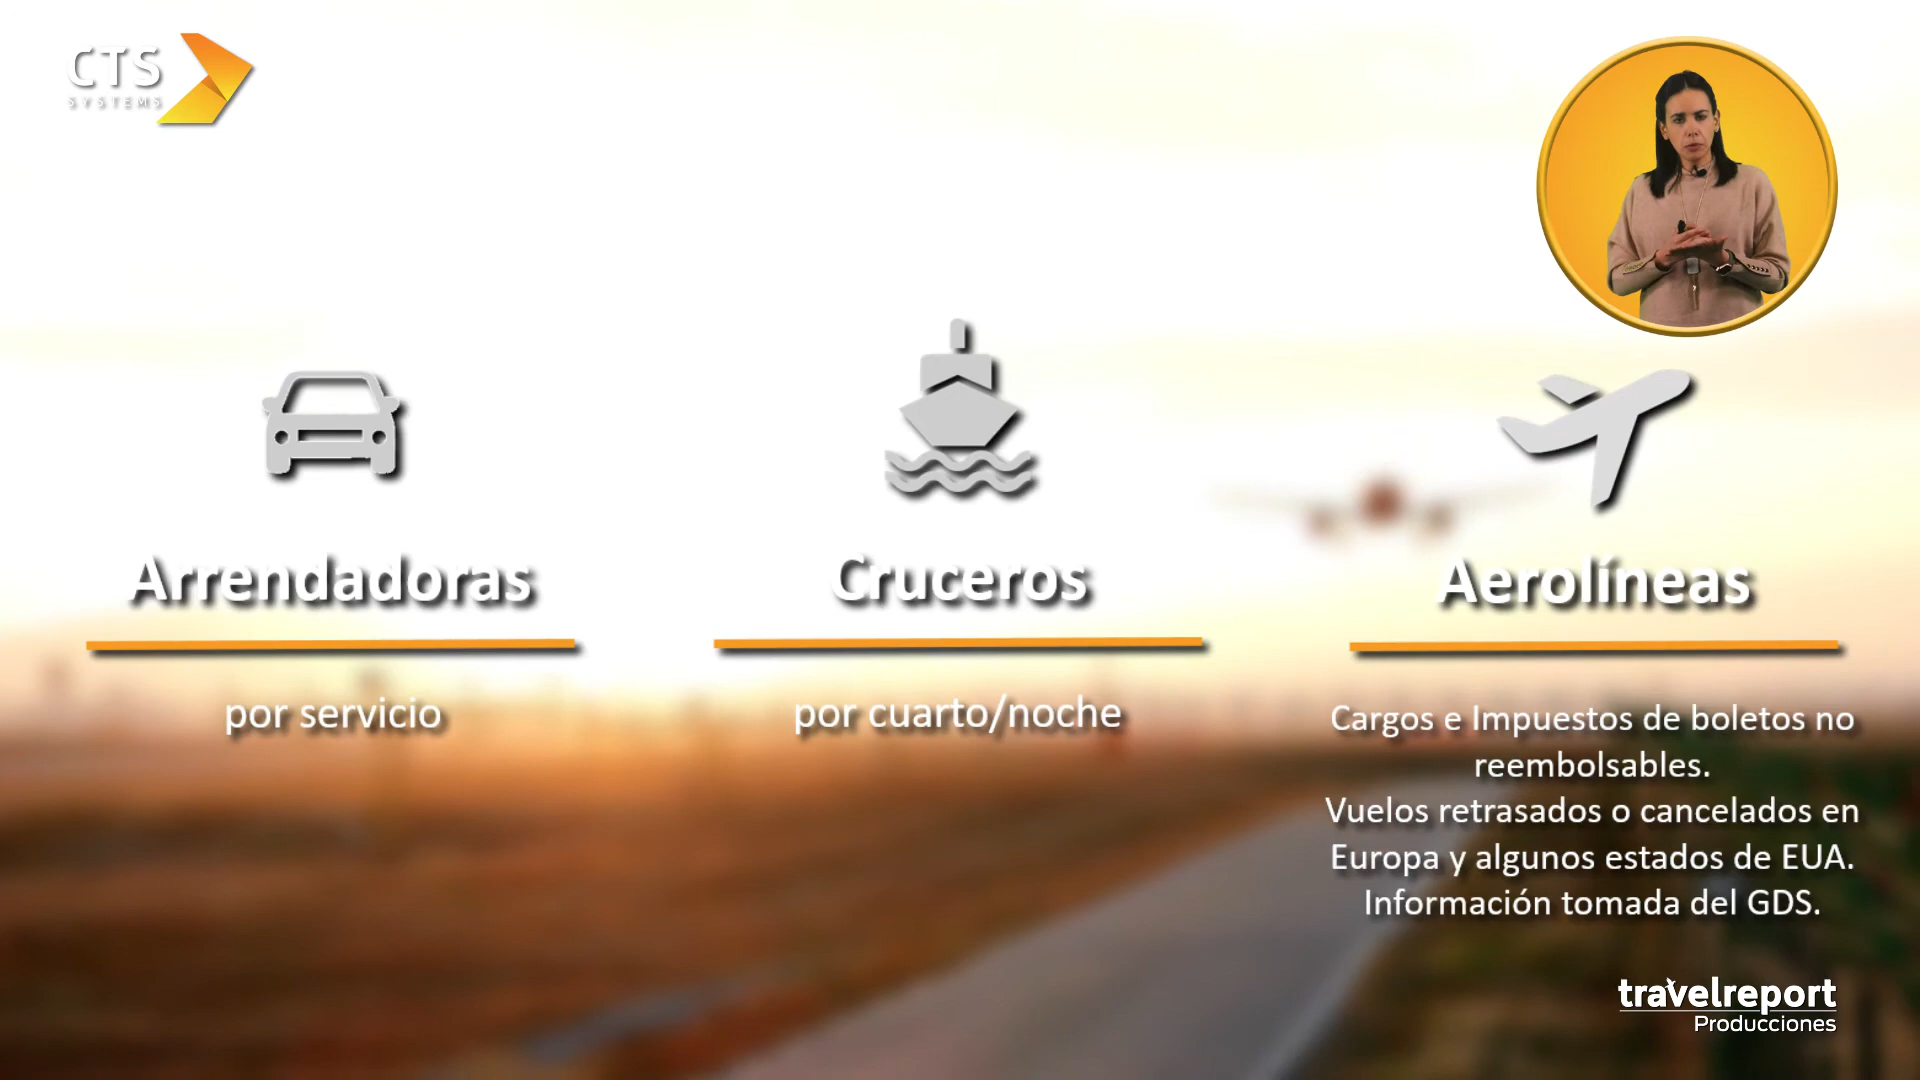 CTS
SYSTEMS
Arrendadoras
por servicio
Cruceros
por cuarto/noche
Aerolíneas
Cargos e Impuestos de boletos no
reembolsables.
Vuelos retrasados o cancelados en
Europa y algunos estados de EUA.
Información tomada del GDS.
travelreport
Producciones